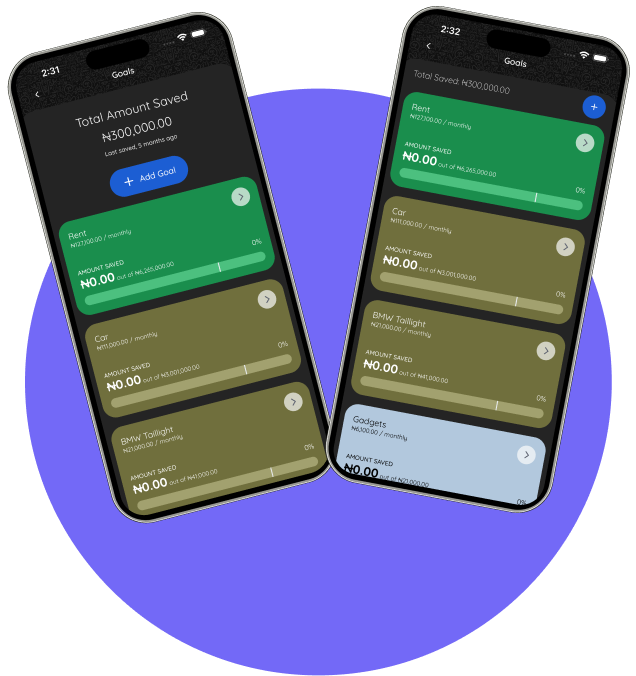 2:31
Goals
Total Amount Saved
₦300,000.00
Last saved, 5 months ago
+ Add Goal
Rent
₦127,100.00 / monthly
AMOUNT SAVED
0%
₦0.00 out of ₦6,265,000.00
Car
₦111,000.00 / monthly
AMOUNT SAVED
0%
₦0.00 out of ₦3,001,000.00
BMW Taillight
₦21,000.00 / monthly
AMOUNT SAVED
0%
₦0.00 out of ₦41,000.00
2:32
Goals
Total Saved: ₦300,000.00
Rent
₦127,100.00 / monthly
AMOUNT SAVED
₦0.00 out of ₦6,265,000.00
0%
Car
₦111,000.00 / monthly
AMOUNT SAVED
₦0.00 out of ₦3,001,000.00
0%
BMW Taillight
₦21,000.00 / monthly
AMOUNT SAVED
₦0.00 out of ₦41,000.00
0%
Gadgets
₦6,100.00 / monthly
AMOUNT SAVED
₦0.00 out of ₦21,000.00
0%